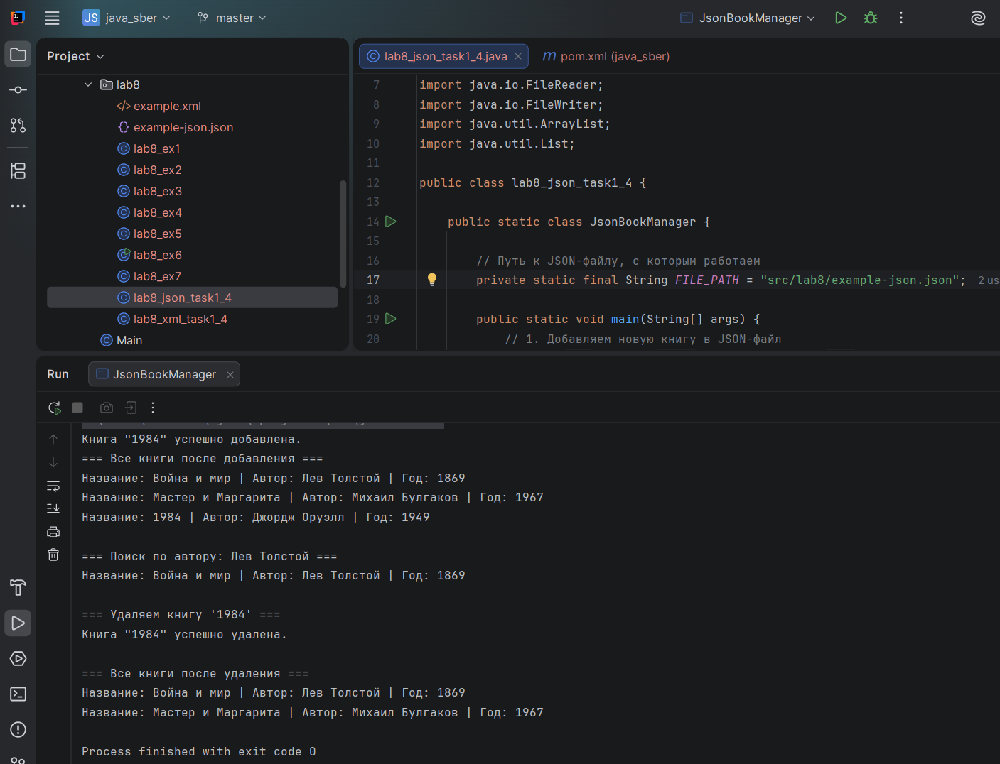 JS java_sber master JsonBookManager
Project
lab8
</> example.xml
{} example-json.json
lab8_ex1
lab8_ex2
lab8_ex3
lab8_ex4
lab8_ex5
lab8_ex6
lab8_ex7
lab8_json_task1_4
lab8_xml_task1_4
Main
lab8_json_task1_4.java m pom.xml (java_sber)
7 import java.io.FileReader;
8 import java.io.FileWriter;
9 import java.util.ArrayList;
10 import java.util.List;
11
12 public class lab8_json_task1_4 {
13
14 public static class JsonBookManager {
15
16 // Путь к JSON-файлу, с которым работаем
17 private static final String FILE_PATH = "src/lab8/example-json.json"; 2 us
18
19 public static void main(String[] args) {
20 // 1. Добавляем новую книгу в JSON-файл
Run JsonBookManager
Книга "1984" успешно добавлена.
=== Все книги после добавления ===
Название: Война и мир | Автор: Лев Толстой | Год: 1869
Название: Мастер и Маргарита | Автор: Михаил Булгаков | Год: 1967
Название: 1984 | Автор: Джордж Оруэлл | Год: 1949
=== Поиск по автору: Лев Толстой ===
Название: Война и мир | Автор: Лев Толстой | Год: 1869
=== Удаляем книгу '1984' ===
Книга "1984" успешно удалена.
=== Все книги после удаления ===
Название: Война и мир | Автор: Лев Толстой | Год: 1869
Название: Мастер и Маргарита | Автор: Михаил Булгаков | Год: 1967
Process finished with exit code 0